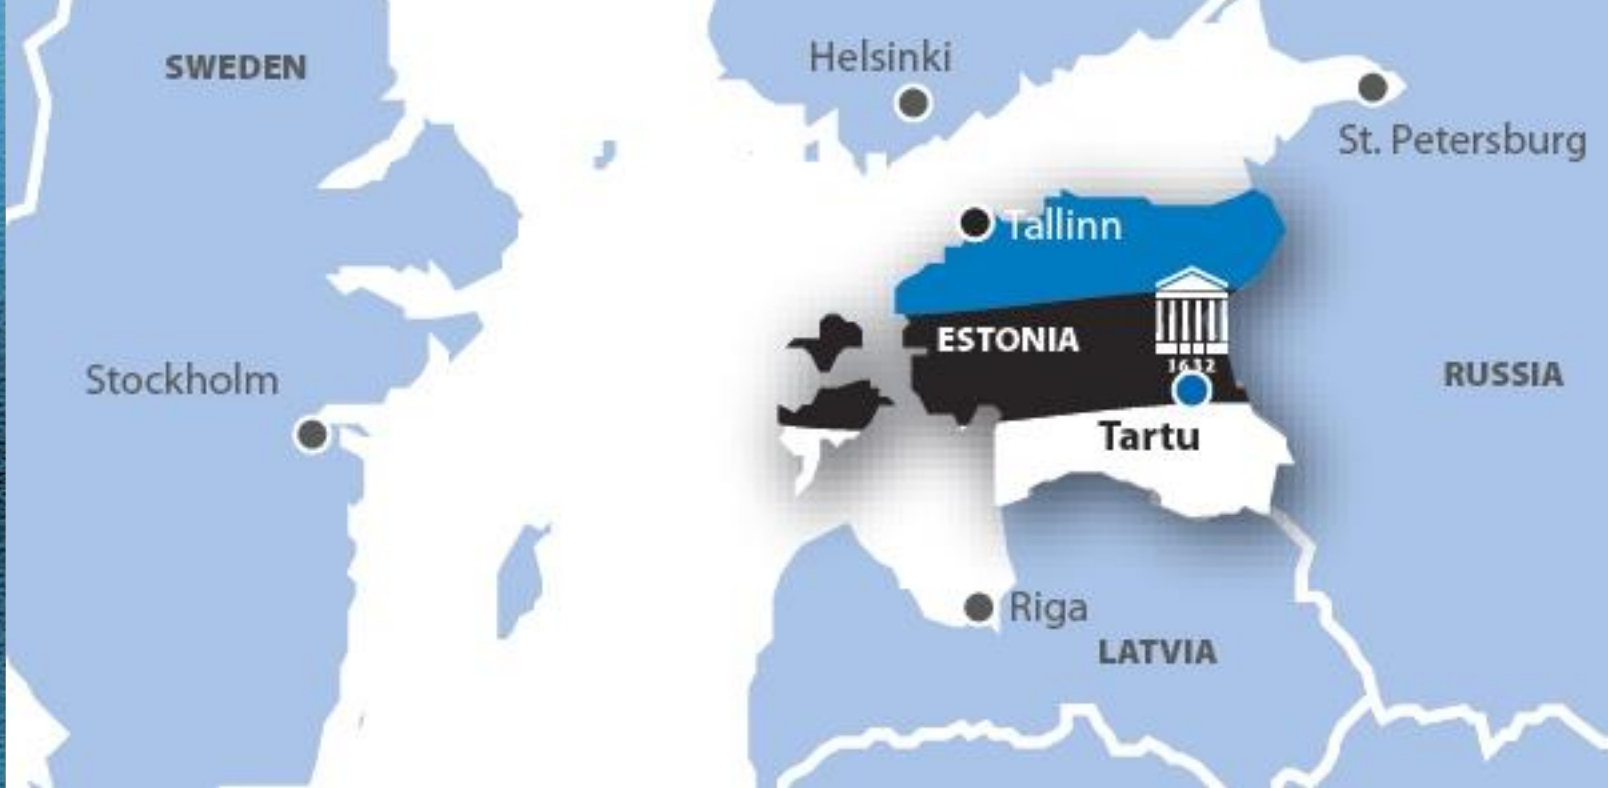 SWEDEN
Helsinki
St. Petersburg
Tallinn
ESTONIA
1632
Stockholm
RUSSIA
Tartu
Riga
LATVIA